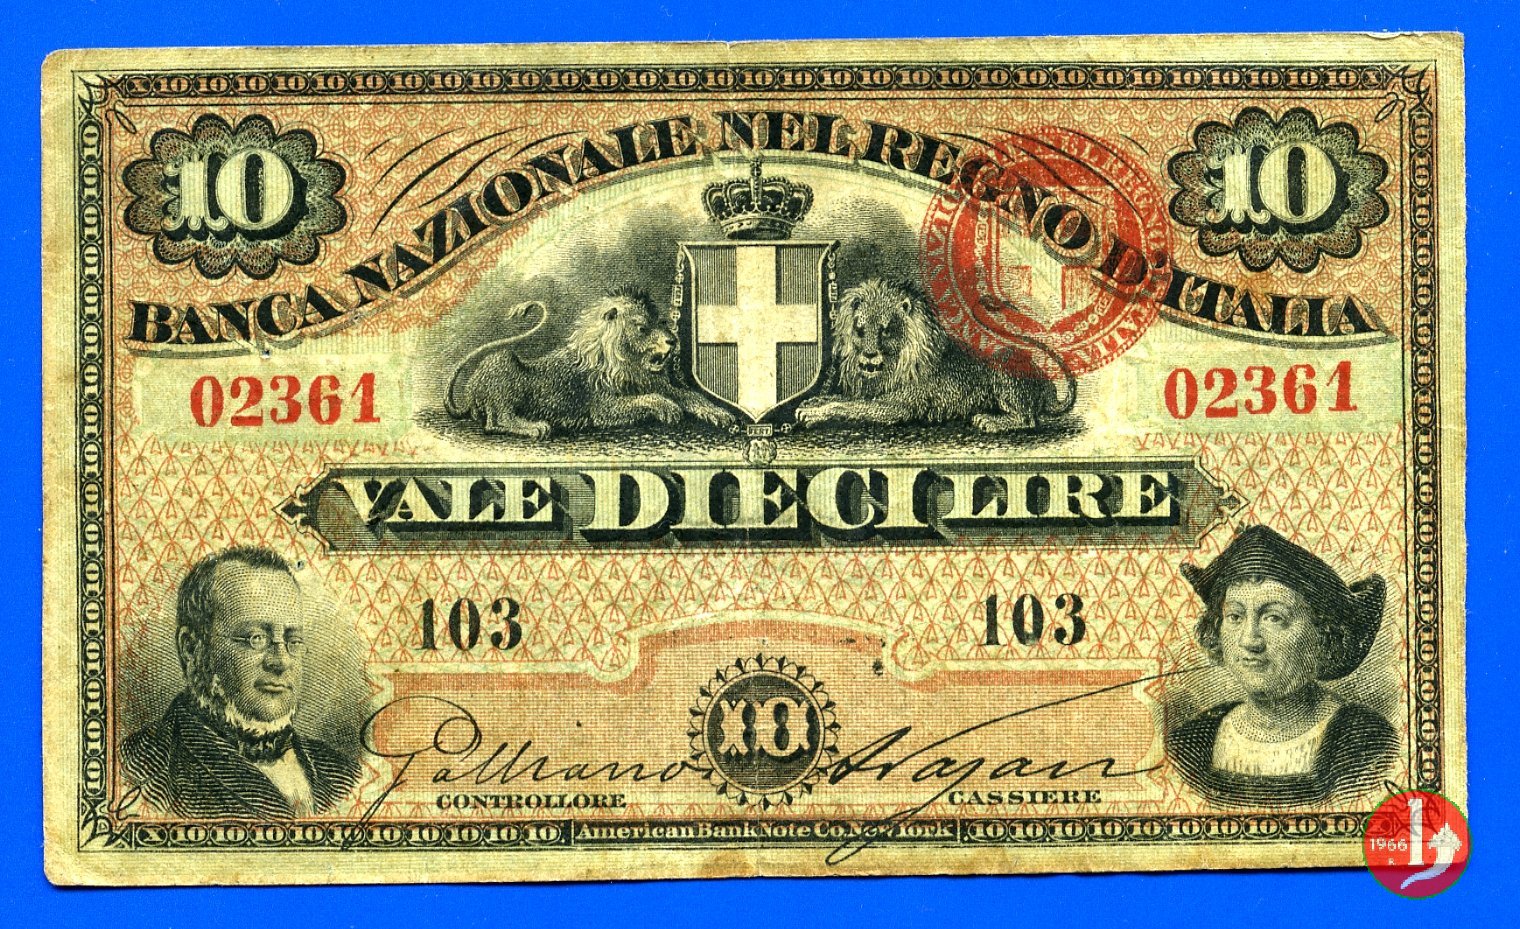 10 10
BANCA NAZIONALE NEL REGNO D'ITALIA
02361 02361
VALE DIECI LIRE
103 103
10
CONTROLLORE CASSIERE
American Bank Note Co. New York
1966